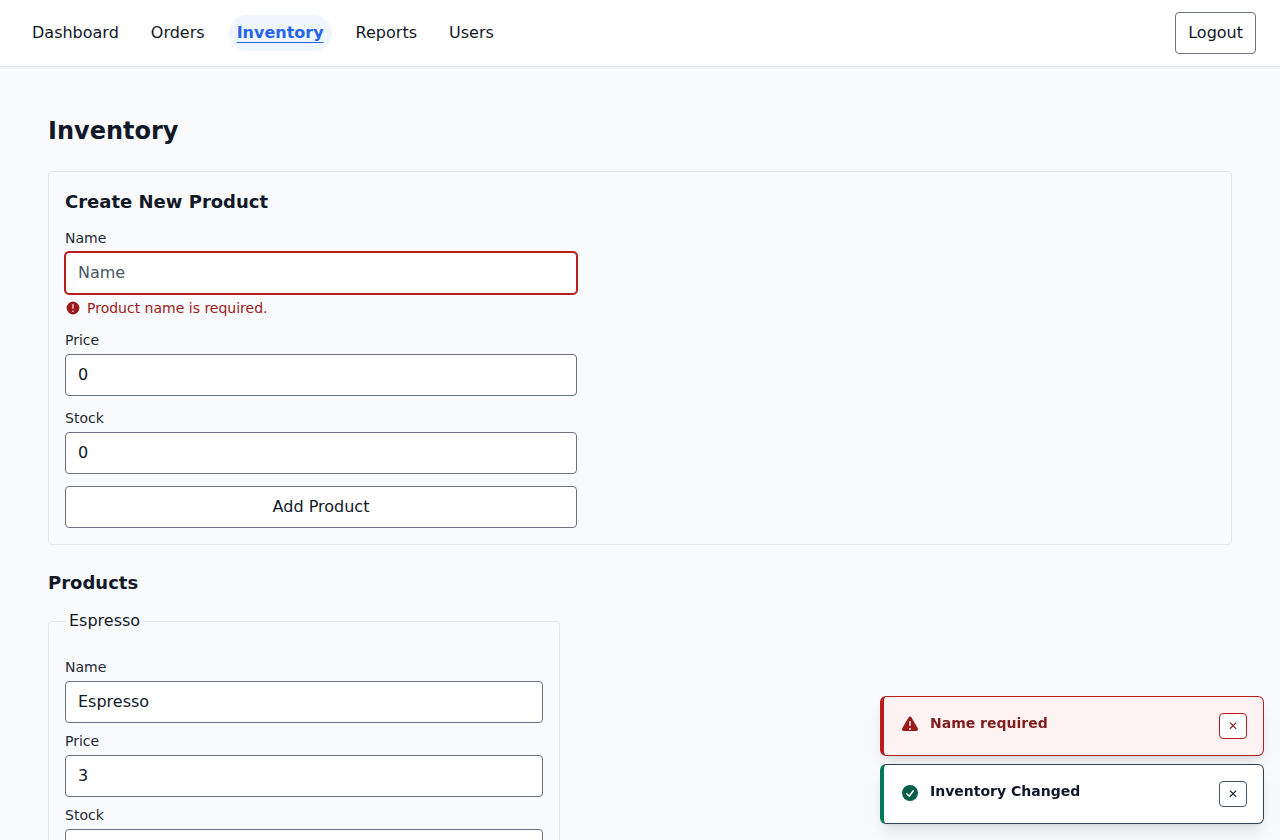 Dashboard Orders Inventory Reports Users Logout
Inventory
Create New Product
Name
Name
Product name is required.
Price
0
Stock
0
Add Product
Products
Espresso
Name
Espresso
Price
3
Stock
Name required
Inventory Changed